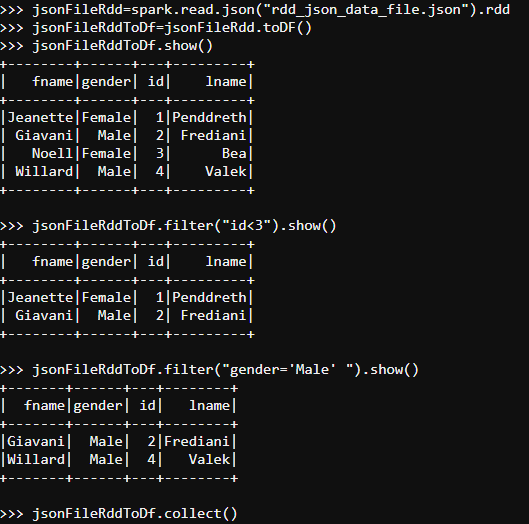 >>> jsonFileRdd=spark.read.json("rdd_json_data_file.json").rdd
>>> jsonFileRddToDf=jsonFileRdd.toDF()
>>> jsonFileRddToDf.show()
+--------+------+---+---------+
|   fname|gender| id|    lname|
+--------+------+---+---------+
|Jeanette|Female|  1|Penddreth|
| Giavani|  Male|  2| Frediani|
|   Noell|Female|  3|      Bea|
| Willard|  Male|  4|    Valek|
+--------+------+---+---------+
>>> jsonFileRddToDf.filter("id<3").show()
+--------+------+---+---------+
|   fname|gender| id|    lname|
+--------+------+---+---------+
|Jeanette|Female|  1|Penddreth|
| Giavani|  Male|  2| Frediani|
+--------+------+---+---------+
>>> jsonFileRddToDf.filter("gender='Male' ").show()
+-------+------+---+--------+
|  fname|gender| id|   lname|
+-------+------+---+--------+
|Giavani|  Male|  2|Frediani|
|Willard|  Male|  4|   Valek|
+-------+------+---+--------+
>>> jsonFileRddToDf.collect()